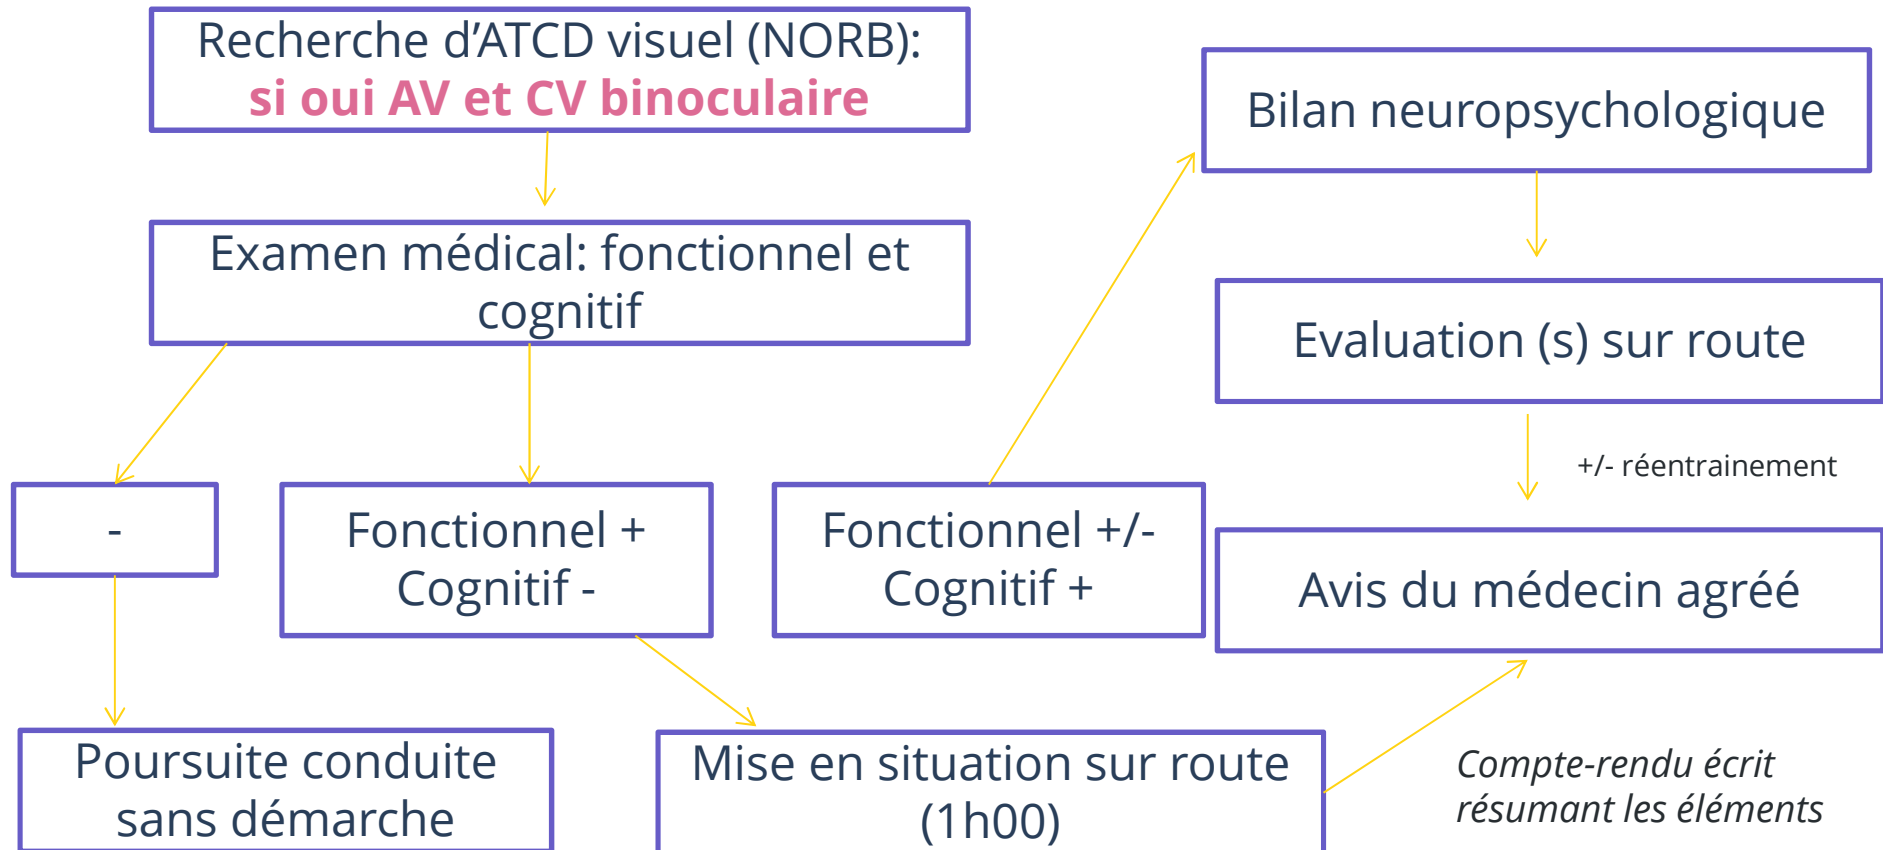 Recherche d’ATCD visuel (NORB):
si oui AV et CV binoculaire
Examen médical: fonctionnel et
cognitif
-
Fonctionnel +
Cognitif -
Fonctionnel +/-
Cognitif +
Poursuite conduite
sans démarche
Mise en situation sur route
(1h00)
Bilan neuropsychologique
Evaluation (s) sur route
+/- réentrainement
Avis du médecin agréé
Compte-rendu écrit
résumant les éléments